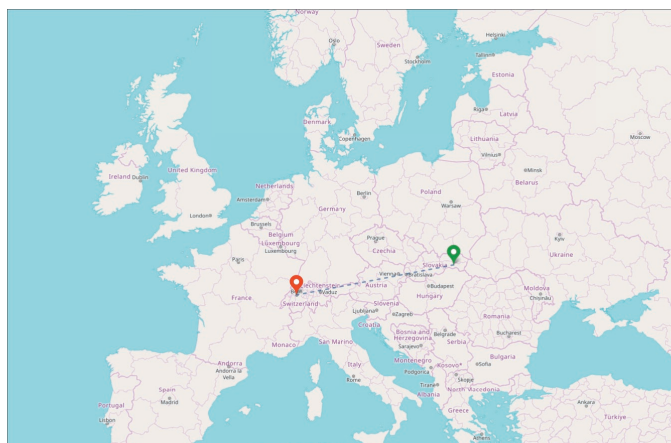 Norway
Helsinki
Oslo
Sweden
Tallinn
Stockholm
Estonia
Riga
Latvia
Denmark
Moscow
Copenhagen
Lithuania
Vilnius
Ireland
Dublin
United Kingdom
Minsk
Belarus
Netherlands
Berlin
Poland
Amsterdam
Germany
Warsaw
London
Brussels
Belgium
Kyiv
Luxembourg
Luxembourg
Prague
Czechia
Ukraine
Paris
Slovakia
Vienna
Bratislava
Liechtenstein
Vaduz
Austria
Budapest
Moldova
France
Switzerland
Hungary
Chișinău
Slovenia
Ljubljana
Zagreb
Croatia
Romania
Bosnia and
Herzegovina
Belgrade
Bucharest
Monaco
San Marino
Serbia
Sarajevo
Andorra
Andorra la
Vella
Italy
Montenegro
Kosovo
Sofia
Bulgaria
Podgorica
Skopje
Rome
Tirana
North Macedonia
Albania
Spain
Madrid
Portugal
Lisbon
Greece
Athens
Ankara
Türkiye